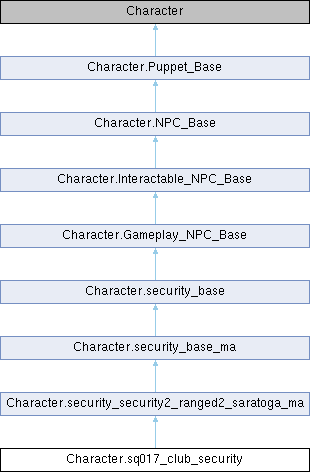 Character
Character.Puppet_Base
Character.NPC_Base
Character.Interactable_NPC_Base
Character.Gameplay_NPC_Base
Character.security_base
Character.security_base_ma
Character.security_security2_ranged2_saratoga_ma
Character.sq017_club_security